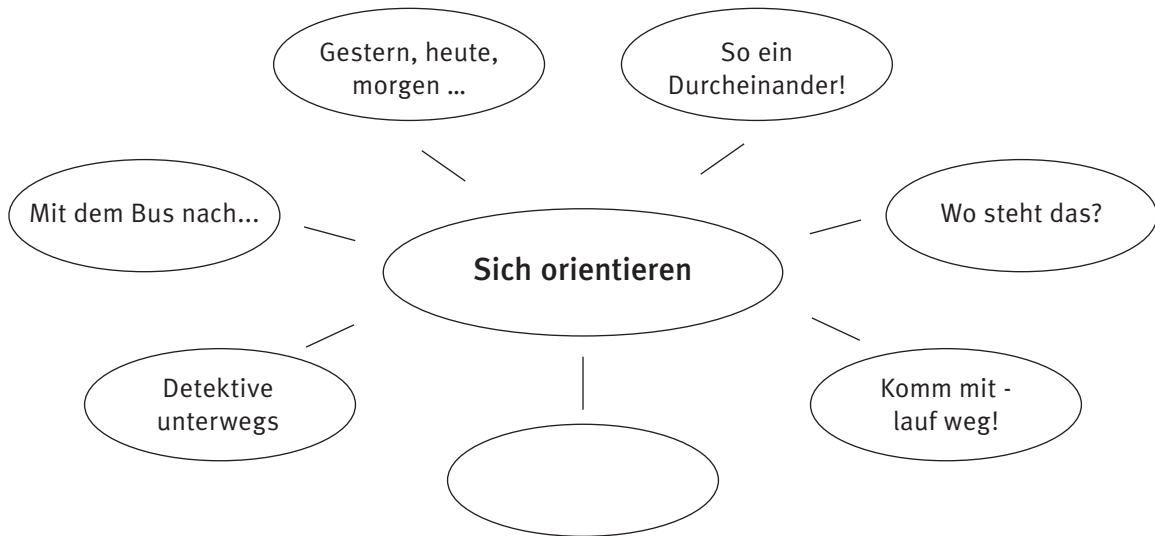 Gestern, heute,
morgen ...
So ein
Durcheinander!
Mit dem Bus nach...
Wo steht das?
Sich orientieren
Detektive
unterwegs
Komm mit -
lauf weg!